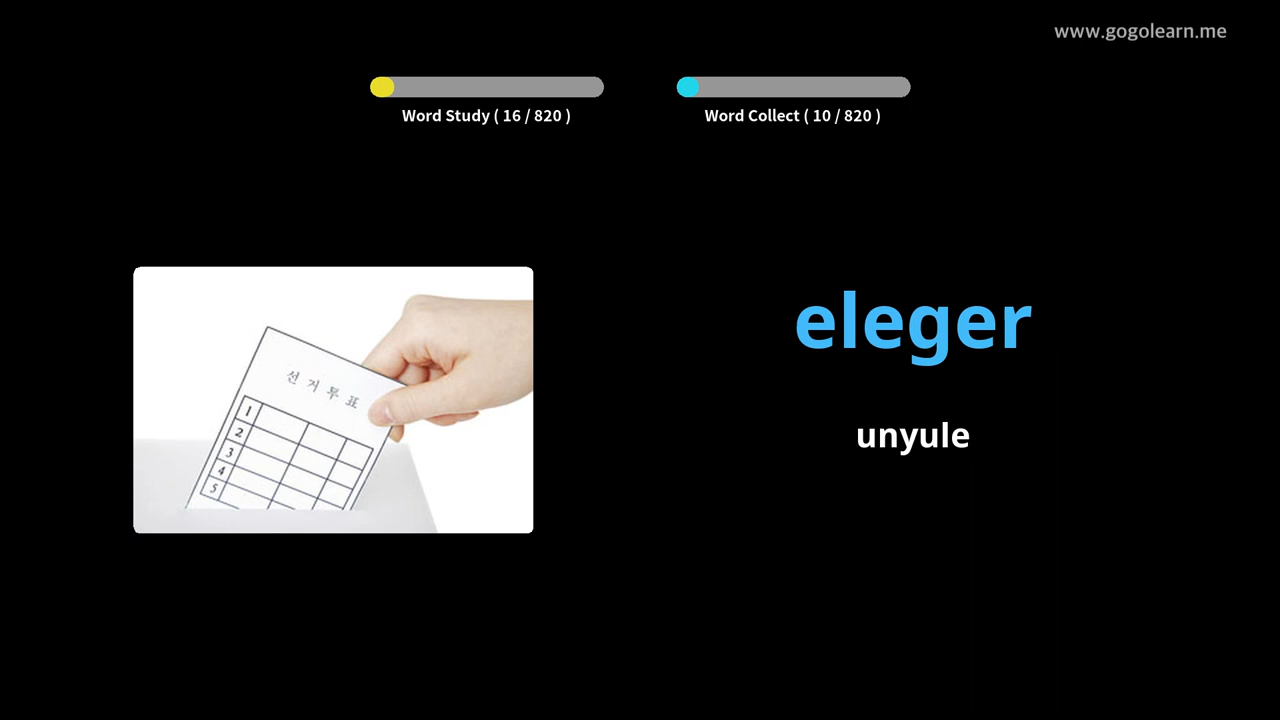 www.gogolearn.me
Word Study ( 16 / 820 )
Word Collect ( 10 / 820 )
선거투표
1
2
3
4
5
eleger
unyule